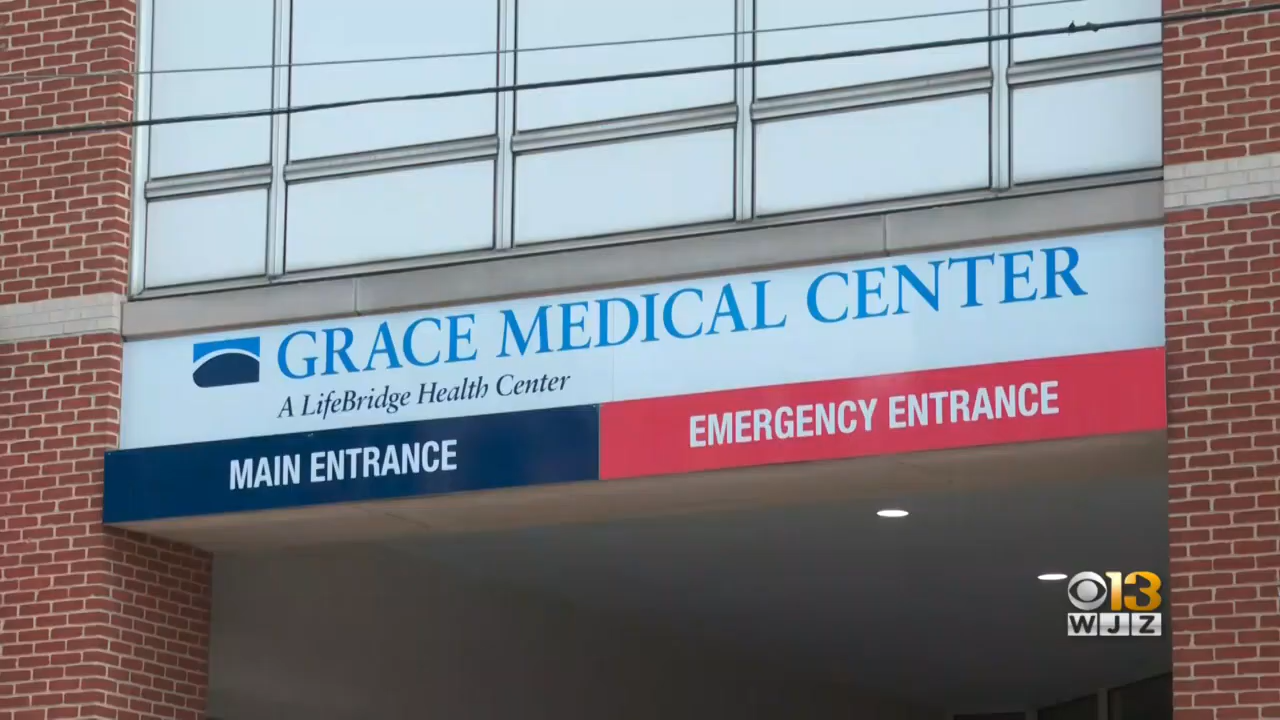 GRACE MEDICAL CENTER
A LifeBridge Health Center
MAIN ENTRANCE
EMERGENCY ENTRANCE
13
WJZ